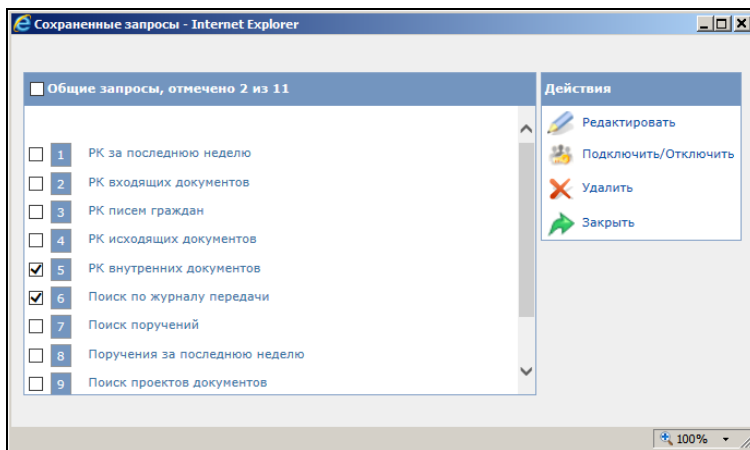 Сохраненные запросы - Internet Explorer
Общие запросы, отмечено 2 из 11
1 РК за последнюю неделю
2 РК входящих документов
3 РК писем граждан
4 РК исходящих документов
5 РК внутренних документов
6 Поиск по журналу передачи
7 Поиск поручений
8 Поручения за последнюю неделю
9 Поиск проектов документов
Действия
Редактировать
Подключить/Отключить
Удалить
Закрыть
100%